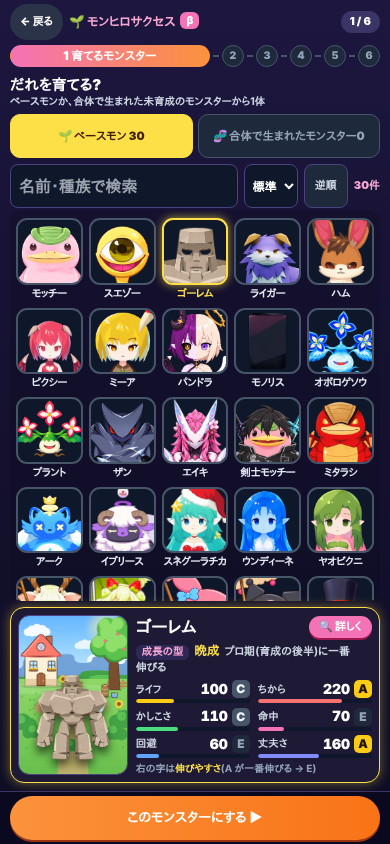 ← 戻る
🌱 モンヒロサクセス β
1 / 6
1 育てるモンスター
2
3
4
5
6
だれを育てる?
ベースモンか、合体で生まれた未育成のモンスターから1体
🌱 ベースモン 30
🧬 合体で生まれたモンスター0
名前・種族で検索
標準
逆順
30件
モッチー
スエゾー
ゴーレム
ライガー
ハム
ピクシー
ミーア
パンドラ
モノリス
オボロゲソウ
プラント
ザン
エイキ
剣士モッチー
ミタラシ
アーク
イブリース
スネグーラチカ
ウンディーネ
ヤオビクニ
ゴーレム
🔍 詳しく
成長の型 晩成 プロ期(育成の後半)に一番
伸びる
ライフ 100 C
ちから 220 A
かしこさ 110 C
命中 70 E
回避 60 E
丈夫さ 160 A
右の字は伸びやすさ(A が一番伸びる → E)
このモンスターにする ▶